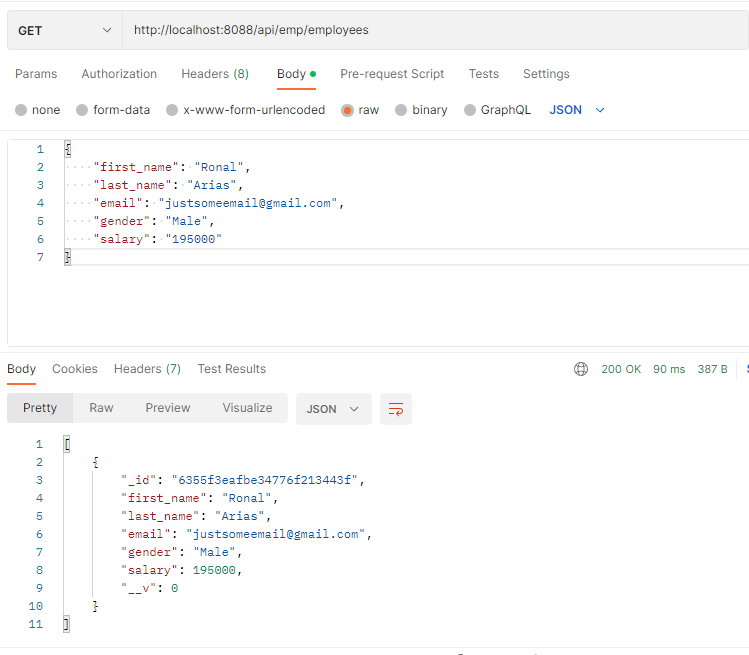 GET http://localhost:8088/api/emp/employees
Params Authorization Headers (8) Body Pre-request Script Tests Settings
none form-data x-www-form-urlencoded raw binary GraphQL JSON
1 {
2 "first_name": "Ronal",
3 "last_name": "Arias",
4 "email": "justsomeemail@gmail.com",
5 "gender": "Male",
6 "salary": "195000"
7 }
Body Cookies Headers (7) Test Results 200 OK 90 ms 387 B
Pretty Raw Preview Visualize JSON
1 [
2 {
3 "_id": "6355f3eafbe34776f213443f",
4 "first_name": "Ronal",
5 "last_name": "Arias",
6 "email": "justsomeemail@gmail.com",
7 "gender": "Male",
8 "salary": 195000,
9 "__v": 0
10 }
11 ]